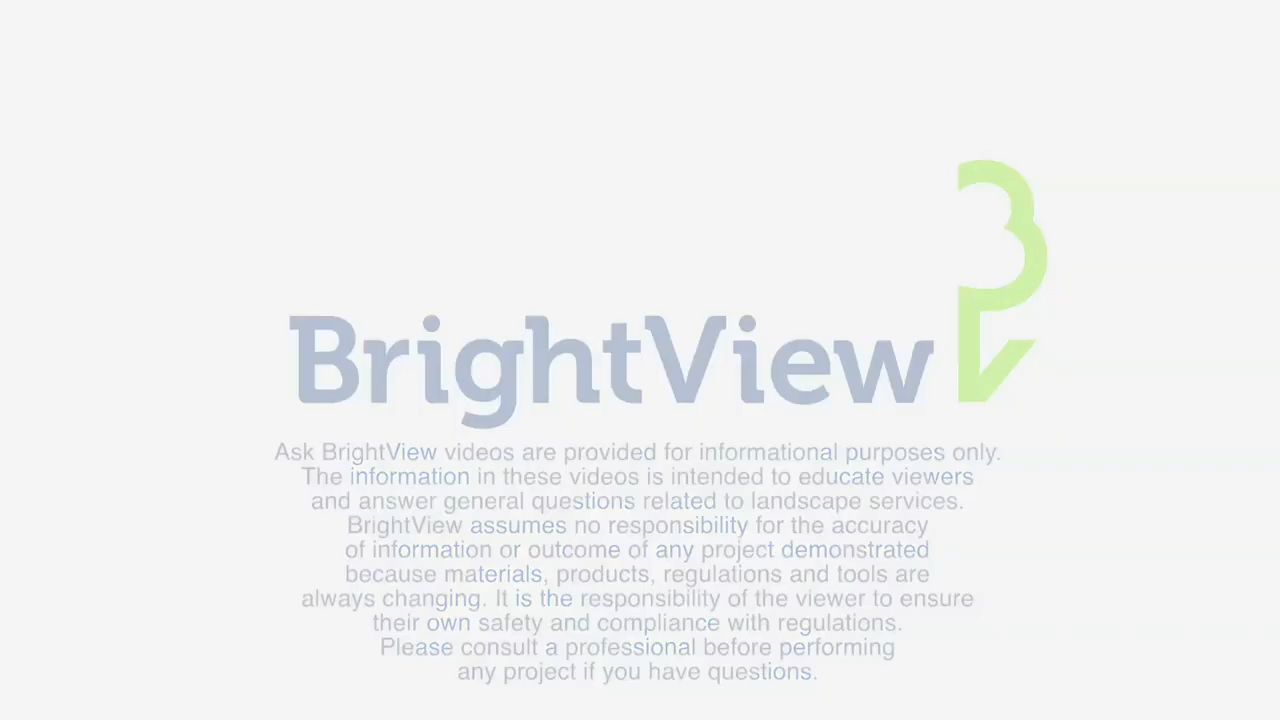 BrightView
Ask BrightView videos are provided for informational purposes only.
The information in these videos is intended to educate viewers
and answer general questions related to landscape services.
BrightView assumes no responsibility for the accuracy
of information or outcome of any project demonstrated
because materials, products, regulations and tools are
always changing. It is the responsibility of the viewer to ensure
their own safety and compliance with regulations.
Please consult a professional before performing
any project if you have questions.